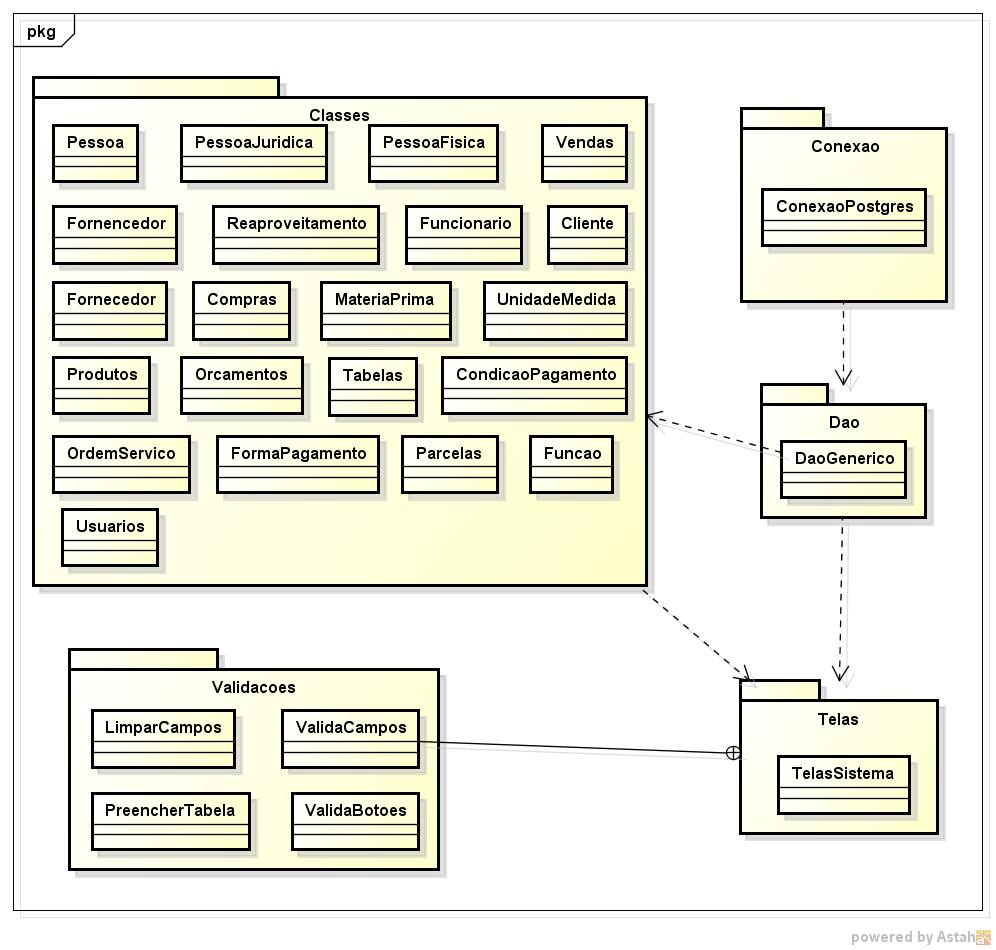 pkg
Classes
Pessoa
PessoaJuridica
PessoaFisica
Vendas
Fornencedor
Reaproveitamento
Funcionario
Cliente
Fornecedor
Compras
MateriaPrima
UnidadeMedida
Produtos
Orcamentos
Tabelas
CondicaoPagamento
OrdemServico
FormaPagamento
Parcelas
Funcao
Usuarios
Conexao
ConexaoPostgres
Dao
DaoGenerico
Validacoes
LimparCampos
ValidaCampos
PreencherTabela
ValidaBotoes
Telas
TelasSistema
powered by Astah